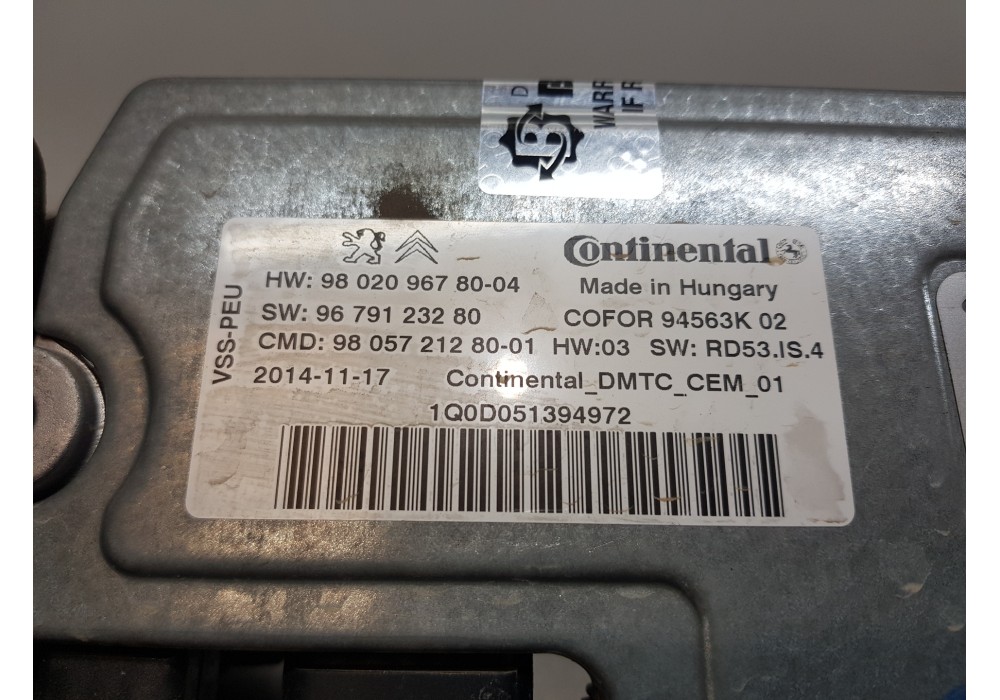 D B
WARR
IF R
B
Continental
HW: 98 020 967 80-04
Made in Hungary
SW: 96 791 232 80
COFOR 94563K 02
CMD: 98 057 212 80-01 HW:03 SW: RD53.IS.4
2014-11-17 Continental_DMTC_CEM_01
1Q0D051394972
VSS-PEU